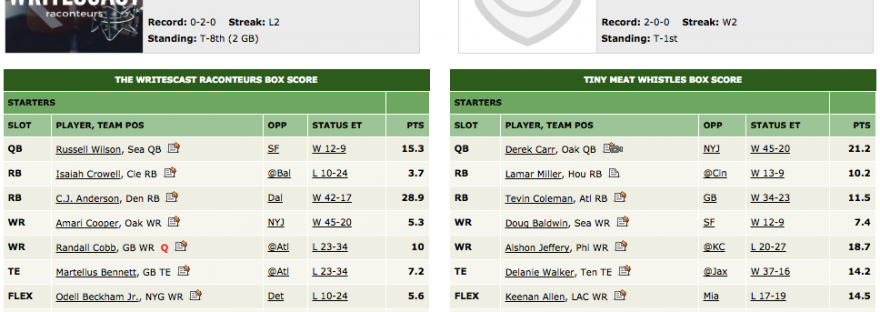 WRITESCAST
raconteurs
Record: 0-2-0 Streak: L2
Standing: T-8th (2 GB)
Record: 2-0-0 Streak: W2
Standing: T-1st
THE WRITESCAST RACONTEURS BOX SCORE
STARTERS
SLOT PLAYER, TEAM POS OPP STATUS ET PTS
QB Russell Wilson, Sea QB SF W 12-9 15.3
RB Isaiah Crowell, Cle RB @Bal L 10-24 3.7
RB C.J. Anderson, Den RB Dal W 42-17 28.9
WR Amari Cooper, Oak WR NYJ W 45-20 5.3
WR Randall Cobb, GB WR Q @Atl L 23-34 10
TE Martellus Bennett, GB TE @Atl L 23-34 7.2
FLEX Odell Beckham Jr., NYG WR Det L 10-24 5.6
TINY MEAT WHISTLES BOX SCORE
STARTERS
SLOT PLAYER, TEAM POS OPP STATUS ET PTS
QB Derek Carr, Oak QB NYJ W 45-20 21.2
RB Lamar Miller, Hou RB @Cin W 13-9 10.2
RB Tevin Coleman, Atl RB GB W 34-23 11.5
WR Doug Baldwin, Sea WR SF W 12-9 7.4
WR Alshon Jeffery, Phi WR @KC L 20-27 18.7
TE Delanie Walker, Ten TE @Jax W 37-16 14.2
FLEX Keenan Allen, LAC WR Mia L 17-19 14.5